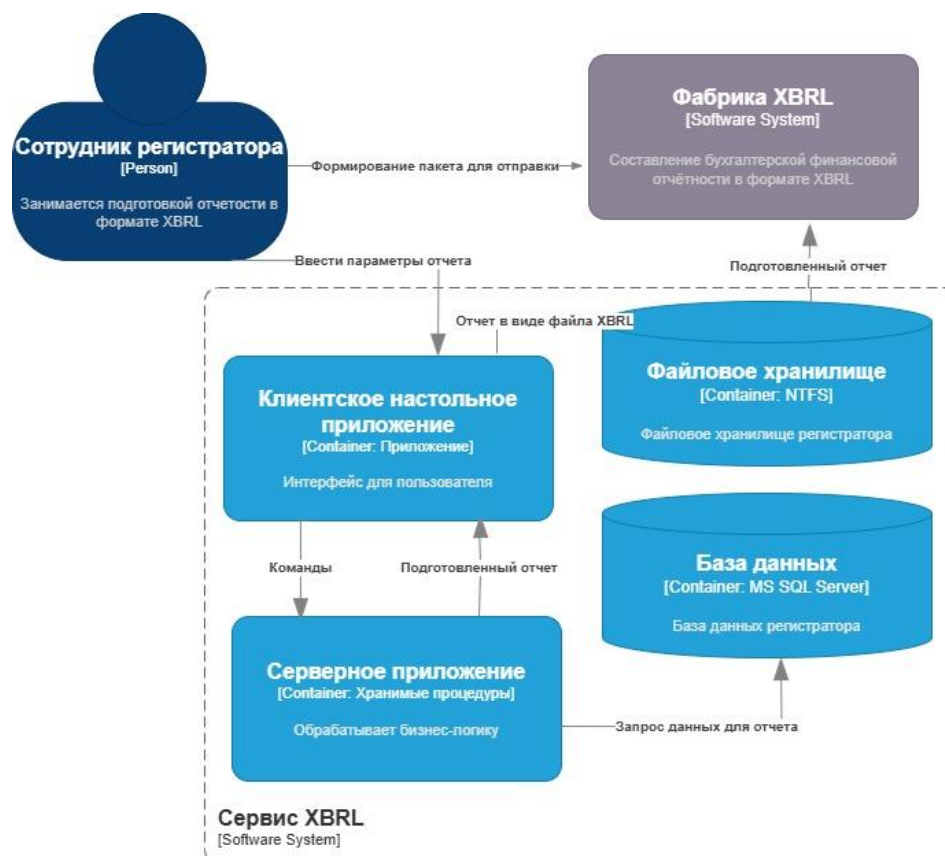 Сотрудник регистратора
[Person]
Занимается подготовкой отчетости в
формате XBRL
Формирование пакета для отправки
Фабрика XBRL
[Software System]
Составление бухгалтерской финансовой
отчётности в формате XBRL
Ввести параметры отчета
Подготовленный отчет
Отчет в виде файла XBRL
Клиентское настольное
приложение
[Container: Приложение]
Интерфейс для пользователя
Файловое хранилище
[Container: NTFS]
Файловое хранилище регистратора
Команды
Подготовленный отчет
База данных
[Container: MS SQL Server]
База данных регистратора
Серверное приложение
[Container: Хранимые процедуры]
Обрабатывает бизнес-логику
Запрос данных для отчета
Сервис XBRL
[Software System]